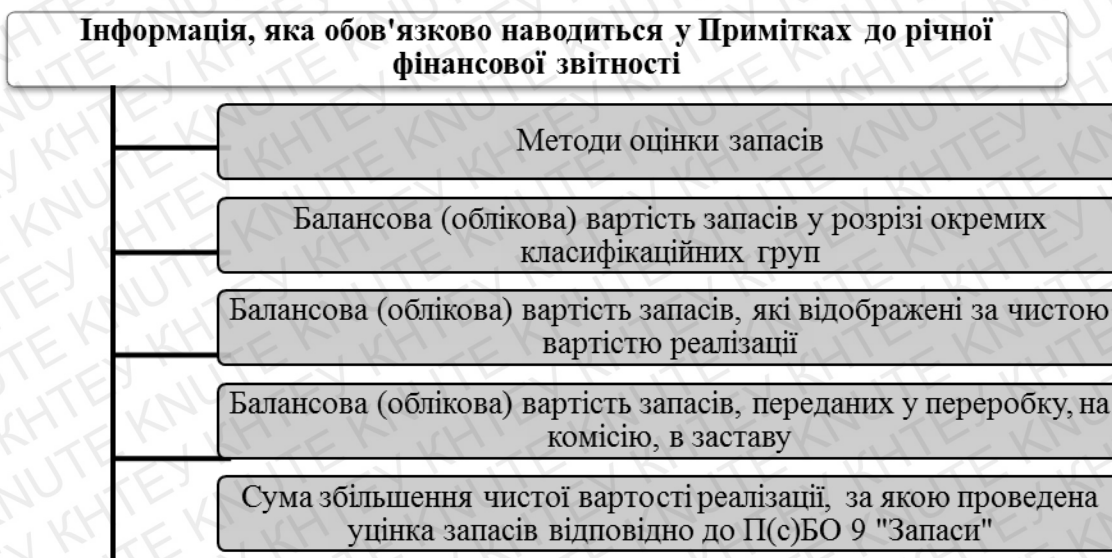 Інформація, яка обов'язково наводиться у Примітках до річної
фінансової звітності
Методи оцінки запасів
Балансова (облікова) вартість запасів у розрізі окремих
класифікаційних груп
Балансова (облікова) вартість запасів, які відображені за чистою
вартістю реалізації
Балансова (облікова) вартість запасів, переданих у переробку, на
комісію, в заставу
Сума збільшення чистої вартості реалізації, за якою проведена
уцінка запасів відповідно до П(с)БО 9 "Запаси"